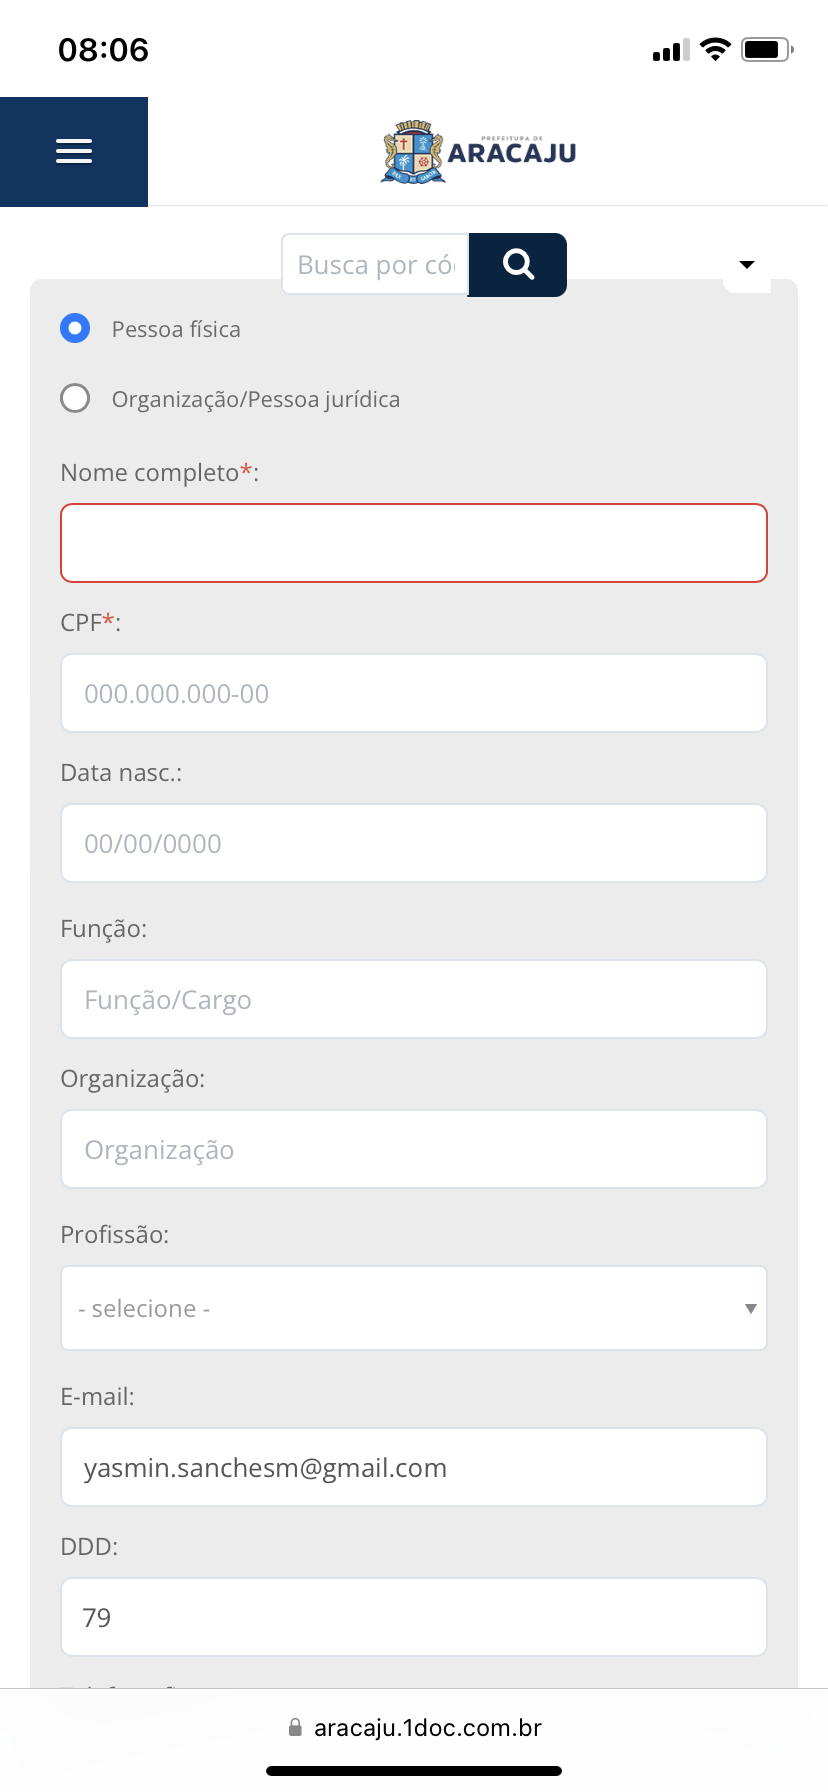 08:06
PREFEITURA DE
ARACAJU
Busca por có
Pessoa física
Organização/Pessoa jurídica
Nome completo*:
CPF*:
000.000.000-00
Data nasc.:
00/00/0000
Função:
Função/Cargo
Organização:
Organização
Profissão:
- selecione -
E-mail:
yasmin.sanchesm@gmail.com
DDD:
79
aracaju.1doc.com.br